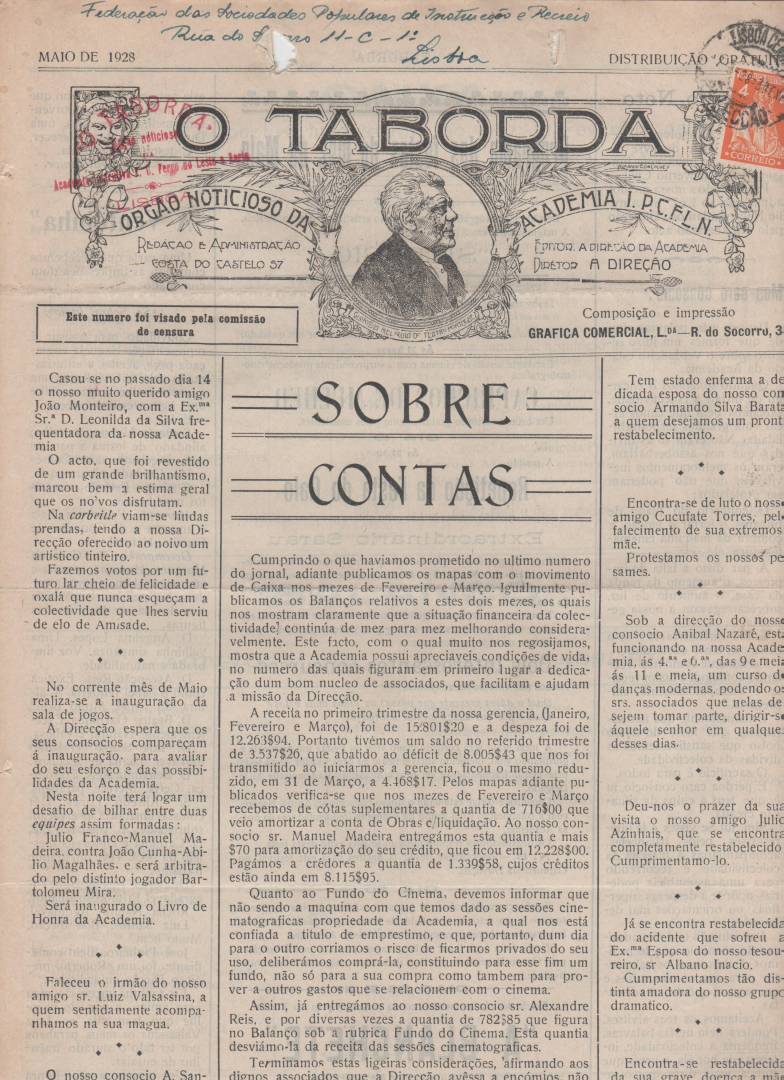 Federação das Sociedades Populares de Instrucção e Recreio
Rua do 11-C-1º
Lisboa
MAIO DE 1928
DISTRIBUIÇÃO GRATUIT
O TABORDA
ORGÃO NOTICIOSO DA
ACADEMIA I. P. C. F. L. N.
REDAÇÃO E ADMINISTRAÇÃO
COSTA DO CASTELO 57
EDITOR A DIREÇÃO DA ACADEMIA
DIRETOR A DIREÇÃO
Este numero foi visado pela comissão
de censura
Composição e impressão
GRAFICA COMERCIAL, L.DA—R. do Socorro, 3
Casou se no passado dia 14
o nosso muito querido amigo
João Monteiro, com a Ex.ma
Sr.ª D. Leonilda da Silva fre-
quentadora da nossa Acade-
mia
O acto, que foi revestido
de um grande brilhantismo,
marcou bem a estima geral
que os no'vos disfrutam.
Na corbeitle viam-se lindas
prendas, tendo a nossa Di-
recção oferecido ao noivo um
artistico tinteiro.
Fazemos votos por um fu-
turo lar cheio de felicidade e
oxalá que nunca esqueçam a
colectividade que lhes serviu
de elo de Amisade.
No corrente mês de Maio
realiza-se a inauguração da
sala de jogos.
A Direcção espera que os
seus consocios compareçam
á inauguração, para avaliar
do seu esforço e das possibi-
lidades da Academia.
Nesta noite terá logar um
desafio de bilhar entre duas
equipes assim formadas:
Julio Franco-Manuel Ma-
deira, contra João Cunha-Abi-
lio Magalhães, e será arbitra-
do pelo distinto jogador Bar-
tolomeu Mira.
Será inaugurado o Livro de
Honra da Academia.
Faleceu o irmão do nosso
amigo sr. Luiz Valsassina, a
quem sentidamente acompa-
nhamos na sua magua.
O nosso consocio A. San-
SOBRE
CONTAS
Cumprindo o que haviamos prometido no ultimo numero
do jornal, adiante publicamos os mapas com o movimento
de Caixa nos mezes de Fevereiro e Março. Igualmente pu-
blicamos os Balanços relativos a estes dois mezes, os quais
nos mostram claramente que a situação financeira da colec-
tividade, continúa de mez para mez melhorando considera-
velmente. Este facto, com o qual muito nos regosijamos,
mostra que a Academia possui apreciaveis condições de vida,
no numero das quais figuram em primeiro logar a dedica-
ção dum bom nucleo de associados, que facilitam e ajudam
a missão da Direcção.
A receita no primeiro trimestre da nossa gerencia, (Janeiro,
Fevereiro e Março), foi de 15:801$20 e a despeza foi de
12.263$94. Portanto tivémos um saldo no referido trimestre
de 3.537$26, que abatido ao déficit de 8.005$43 que nos foi
transmitido ao iniciarmos a gerencia, ficou o mesmo redu-
zido, em 31 de Março, a 4.468$17. Pelos mapas adiante pu-
blicados verifica-se que nos mezes de Fevereiro e Março
recebemos de cótas suplementares a quantia de 716$00 que
veio amortizar a conta de Obras c/liquidação. Ao nosso con-
socio sr. Manuel Madeira entregámos esta quantia e mais
$70 para amortização do seu crédito, que ficou em 12.228$00.
Pagámos a crédores a quantia de 1.339$58, cujos créditos
estão ainda em 8.115$95.
Quanto ao Fundo do Cinema, devemos informar que
não sendo a maquina com que temos dado as sessões cine-
matograficas propriedade da Academia, a qual nos está
confiada a titulo de emprestimo, e que, portanto, dum dia
para o outro corriamos o risco de ficarmos privados do seu
uso, deliberámos comprá-la, constituindo para esse fim um
fundo, não só para a sua compra como tambem para pro-
ver a outros gastos que se relacionem com o cinema.
Assim, já entregámos ao nosso consocio sr. Alexandre
Reis, e por diversas vezes a quantia de 782$85 que figura
no Balanço sob a rubrica Fundo do Cinema. Esta quantia
desviámo-la da receita das sessões cinematograficas.
Terminamos estas ligeiras considerações, afirmando aos
dignos associados que a Direcção avêssa a encómios, não
Tem estado enferma a de
dicada esposa do nosso con
socio Armando Silva Barata
a quem desejamos um pront
restabelecimento.
Encontra-se de luto o noss
amigo Cucufate Torres, pel
falecimento de sua extremos
mãe.
Protestamos os nossos pe
sames.
Sob a direcção do noss
consocio Anibal Nazaré, est
funcionando na nossa Acade
mia, ás 4.as e 6.as, das 9 e meia
ás 11 e meia, um curso d
danças modernas, podendo os
srs. associados que nelas de
sejem tomar parte, dirigir-s
áquele senhor em qualque
desses dias.
Deu-nos o prazer da sua
visita o nosso amigo Julio
Azinhais, que se encontra
completamente restabelecido
Cumprimentamo-lo.
Já se encontra restabelecida
do acidente que sofreu a
Ex.ma Esposa do nosso tesou-
reiro, sr Albano Inacio.
Cumprimentamos tão dis-
tinta amadora do nosso grupo
dramatico.
Encontra-se restabelecida
da sua grave doença a